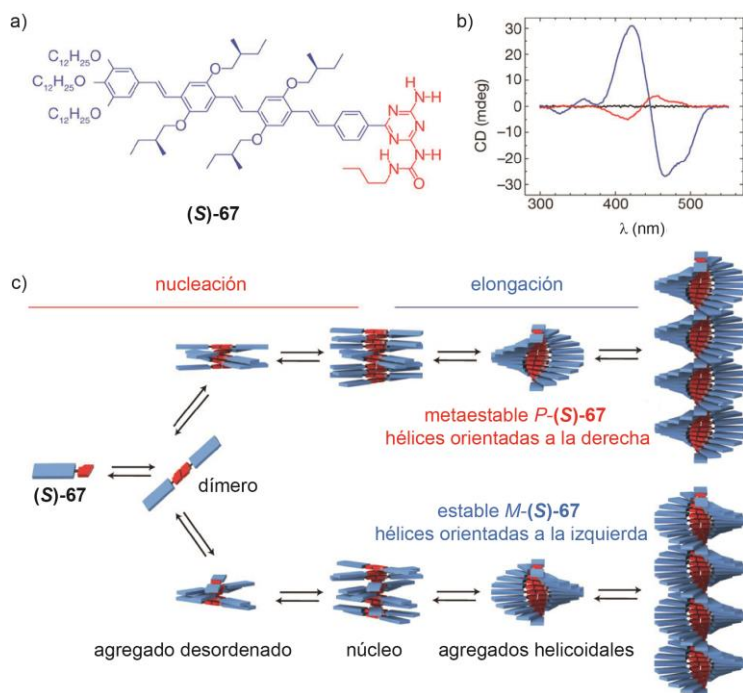 a)
C12H25O
C12H25O
C12H25O
O
O
O
O
H
H
N
N
N
N
N
H
N
H
N
O
(S)-67
b)
CD (mdeg)
30
20
10
0
−10
−20
−30
300
400
500
λ (nm)
c)
nucleación
elongación
metaestable P-(S)-67
hélices orientadas a la derecha
(S)-67
dímero
estable M-(S)-67
hélices orientadas a la izquierda
agregado desordenado
núcleo
agregados helicoidales